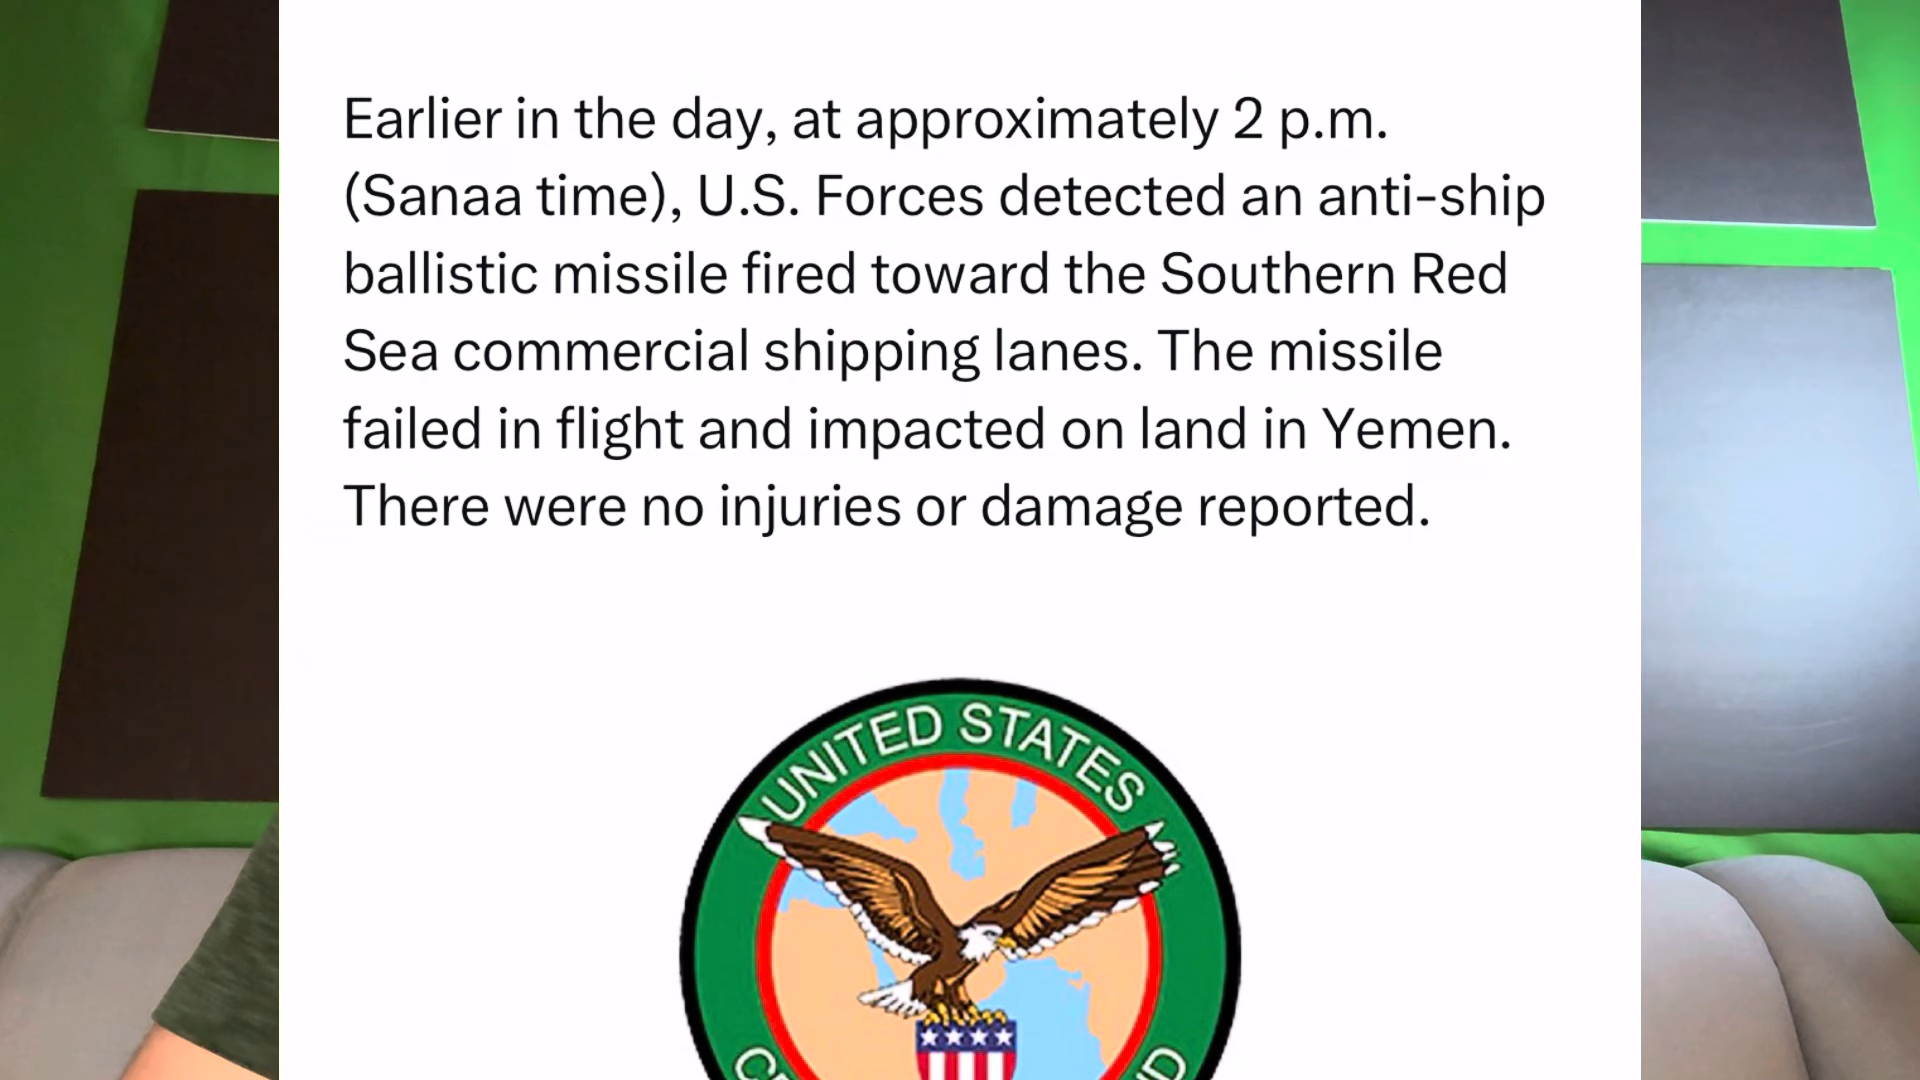 Earlier in the day, at approximately 2 p.m.
(Sanaa time), U.S. Forces detected an anti-ship
ballistic missile fired toward the Southern Red
Sea commercial shipping lanes. The missile
failed in flight and impacted on land in Yemen.
There were no injuries or damage reported.
UNITED STATES